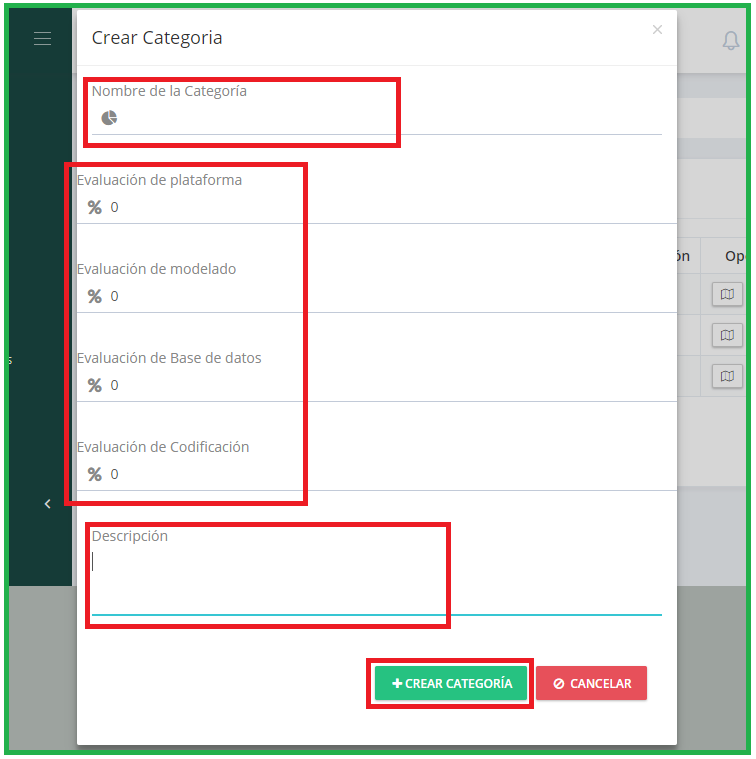 Crear Categoria
×
Nombre de la Categoría
Evaluación de plataforma
% 0
Evaluación de modelado
% 0
Evaluación de Base de datos
% 0
Evaluación de Codificación
% 0
Descripción
+ CREAR CATEGORÍA
CANCELAR
ón
Ope
s